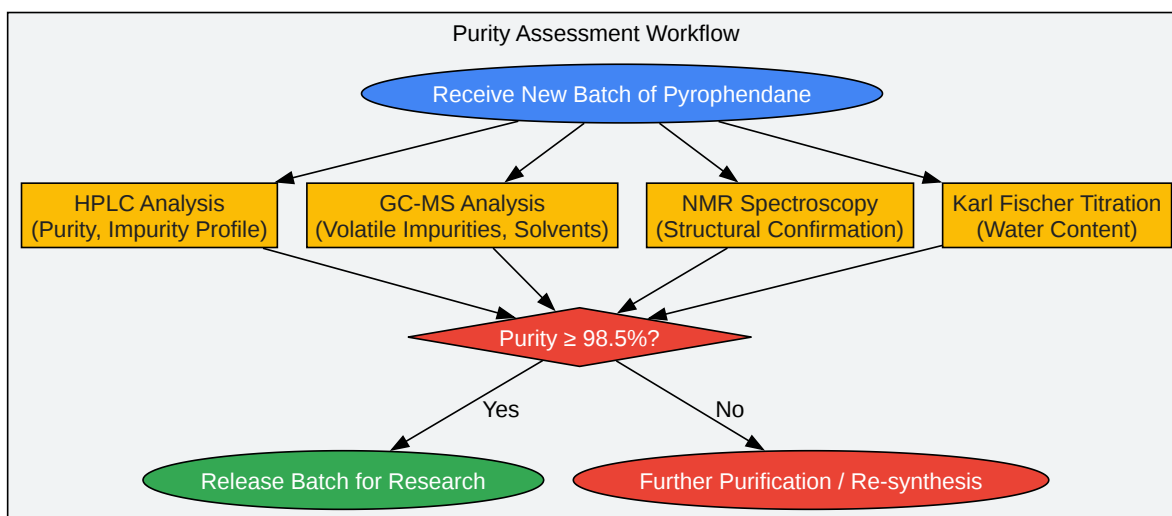 Purity Assessment Workflow
Receive New Batch of Pyrophendane
HPLC Analysis
(Purity, Impurity Profile)
GC-MS Analysis
(Volatile Impurities, Solvents)
NMR Spectroscopy
(Structural Confirmation)
Karl Fischer Titration
(Water Content)
Purity ≥ 98.5%?
Yes
No
Release Batch for Research
Further Purification / Re-synthesis